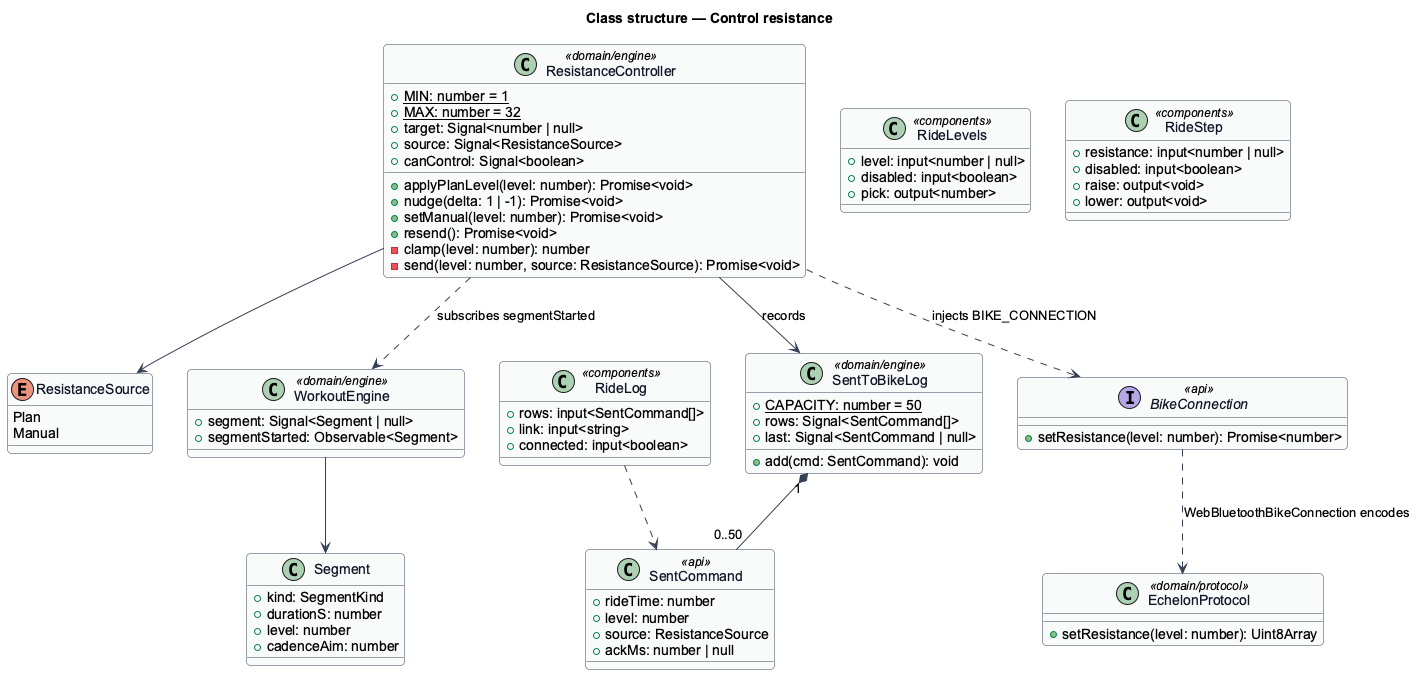 Class structure — Control resistance
C
«domain/engine»
ResistanceController
MIN: number = 1
MAX: number = 32
target: Signal<number | null>
source: Signal<ResistanceSource>
canControl: Signal<boolean>
applyPlanLevel(level: number): Promise<void>
nudge(delta: 1 | -1): Promise<void>
setManual(level: number): Promise<void>
resend(): Promise<void>
clamp(level: number): number
send(level: number, source: ResistanceSource): Promise<void>
C
«components»
RideLevels
level: input<number | null>
disabled: input<boolean>
pick: output<number>
C
«components»
RideStep
resistance: input<number | null>
disabled: input<boolean>
raise: output<void>
lower: output<void>
subscribes segmentStarted
records
injects BIKE_CONNECTION
E
ResistanceSource
Plan
Manual
C
«domain/engine»
WorkoutEngine
segment: Signal<Segment | null>
segmentStarted: Observable<Segment>
C
«components»
RideLog
rows: input<SentCommand[]>
link: input<string>
connected: input<boolean>
C
«domain/engine»
SentToBikeLog
CAPACITY: number = 50
rows: Signal<SentCommand[]>
last: Signal<SentCommand | null>
add(cmd: SentCommand): void
I
«api»
BikeConnection
setResistance(level: number): Promise<number>
1
0..50
WebBluetoothBikeConnection encodes
C
Segment
kind: SegmentKind
durationS: number
level: number
cadenceAim: number
C
«api»
SentCommand
rideTime: number
level: number
source: ResistanceSource
ackMs: number | null
C
«domain/protocol»
EchelonProtocol
setResistance(level: number): Uint8Array